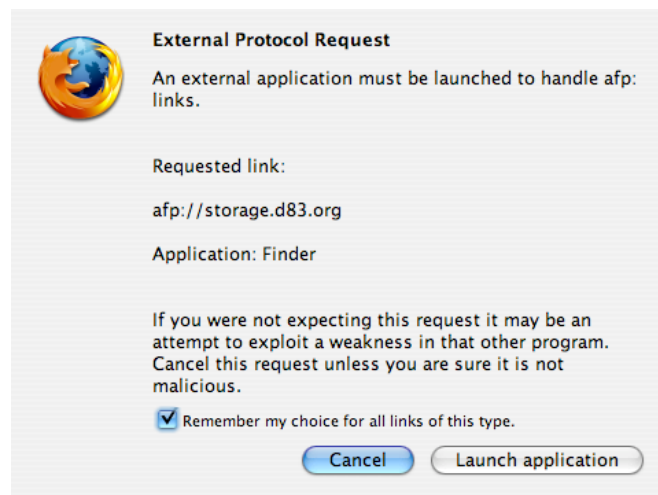 External Protocol Request
An external application must be launched to handle afp:
links.
Requested link:
afp://storage.d83.org
Application: Finder
If you were not expecting this request it may be an
attempt to exploit a weakness in that other program.
Cancel this request unless you are sure it is not
malicious.
Remember my choice for all links of this type.
Cancel Launch application